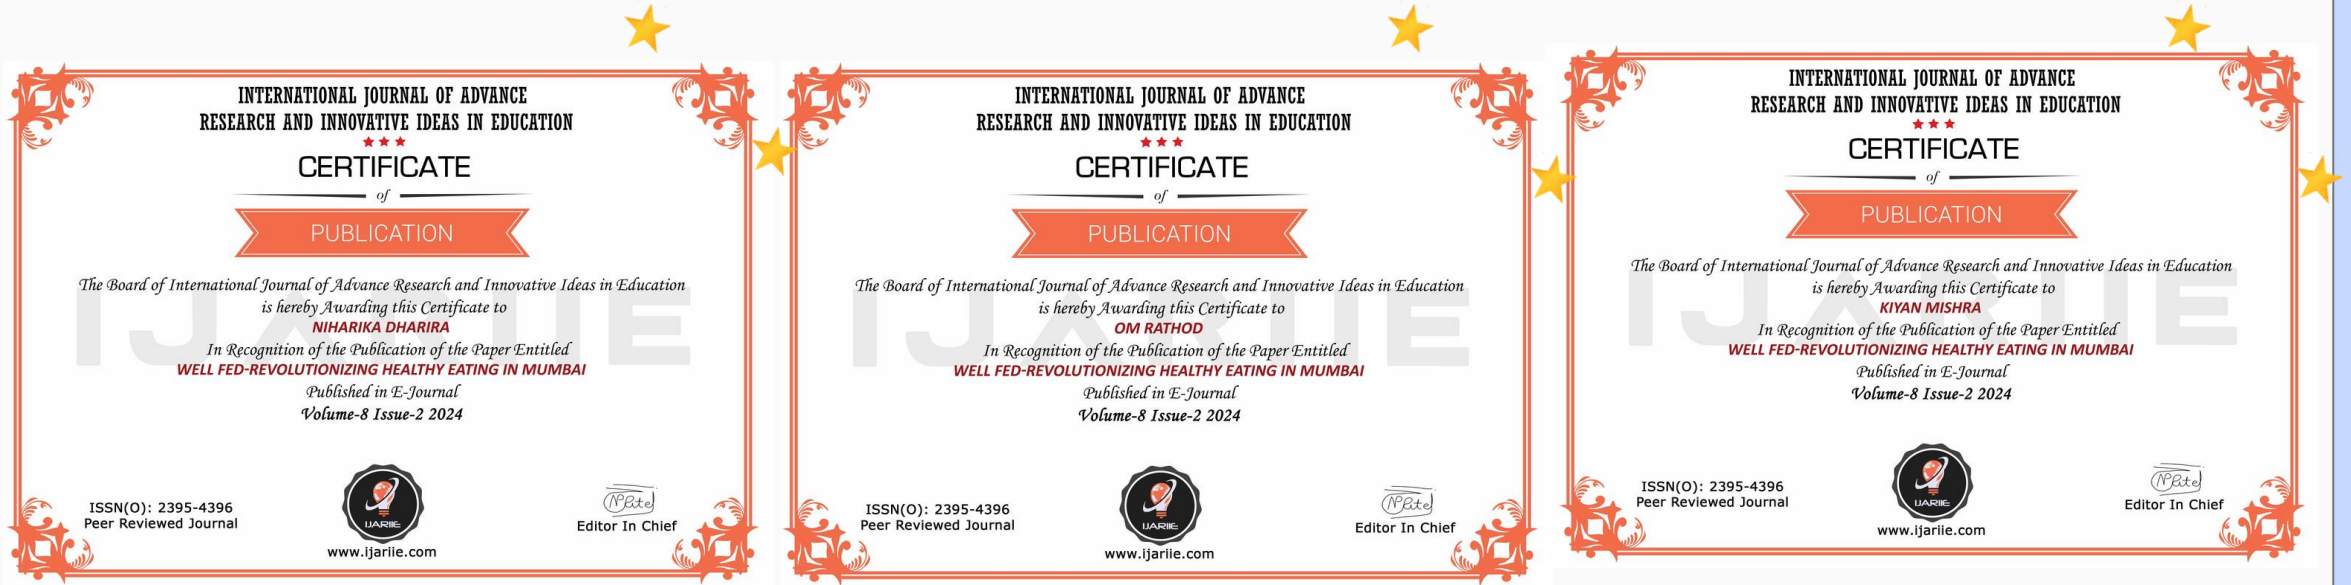 INTERNATIONAL JOURNAL OF ADVANCE
RESEARCH AND INNOVATIVE IDEAS IN EDUCATION
CERTIFICATE
of
PUBLICATION
The Board of International Journal of Advance Research and Innovative Ideas in Education
is hereby Awarding this Certificate to
NIHARIKA DHARIRA
In Recognition of the Publication of the Paper Entitled
WELL FED-REVOLUTIONIZING HEALTHY EATING IN MUMBAI
Published in E-Journal
Volume-8 Issue-2 2024
IJARIIE
ISSN(O): 2395-4396
Peer Reviewed Journal
IJARIIE
www.ijariie.com
NPatel
Editor In Chief
INTERNATIONAL JOURNAL OF ADVANCE
RESEARCH AND INNOVATIVE IDEAS IN EDUCATION
CERTIFICATE
of
PUBLICATION
The Board of International Journal of Advance Research and Innovative Ideas in Education
is hereby Awarding this Certificate to
OM RATHOD
In Recognition of the Publication of the Paper Entitled
WELL FED-REVOLUTIONIZING HEALTHY EATING IN MUMBAI
Published in E-Journal
Volume-8 Issue-2 2024
IJARIIE
ISSN(O): 2395-4396
Peer Reviewed Journal
IJARIIE
www.ijariie.com
NPatel
Editor In Chief
INTERNATIONAL JOURNAL OF ADVANCE
RESEARCH AND INNOVATIVE IDEAS IN EDUCATION
CERTIFICATE
of
PUBLICATION
The Board of International Journal of Advance Research and Innovative Ideas in Education
is hereby Awarding this Certificate to
KIYAN MISHRA
In Recognition of the Publication of the Paper Entitled
WELL FED-REVOLUTIONIZING HEALTHY EATING IN MUMBAI
Published in E-Journal
Volume-8 Issue-2 2024
IJARIIE
ISSN(O): 2395-4396
Peer Reviewed Journal
IJARIIE
www.ijariie.com
NPatel
Editor In Chief